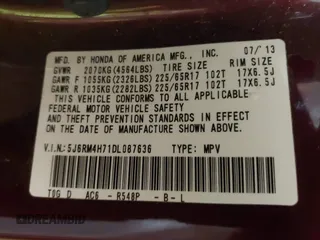 MFD. BY HONDA OF AMERICA MFG., INC. 07/13
GVWR 2070KG(4564LBS) TIRE SIZE RIM SIZE
GAWR F 1055KG(2326LBS) 225/65R17 102T 17X6.5J
GAWR R 1035KG(2282LBS) 225/65R17 102T 17X6.5J
THIS VEHICLE CONFORMS TO ALL APPLICABLE
FEDERAL MOTOR VEHICLE SAFETY
AND THEFT PREVENTION STANDARDS IN EFFECT ON THE
DATE OF MANUFACTURE SHOWN ABOVE.
V.I.N.: 5J6RM4H71DL087636 TYPE: MPV
T0G D AC6 - R548P - B - L
DREAMBID